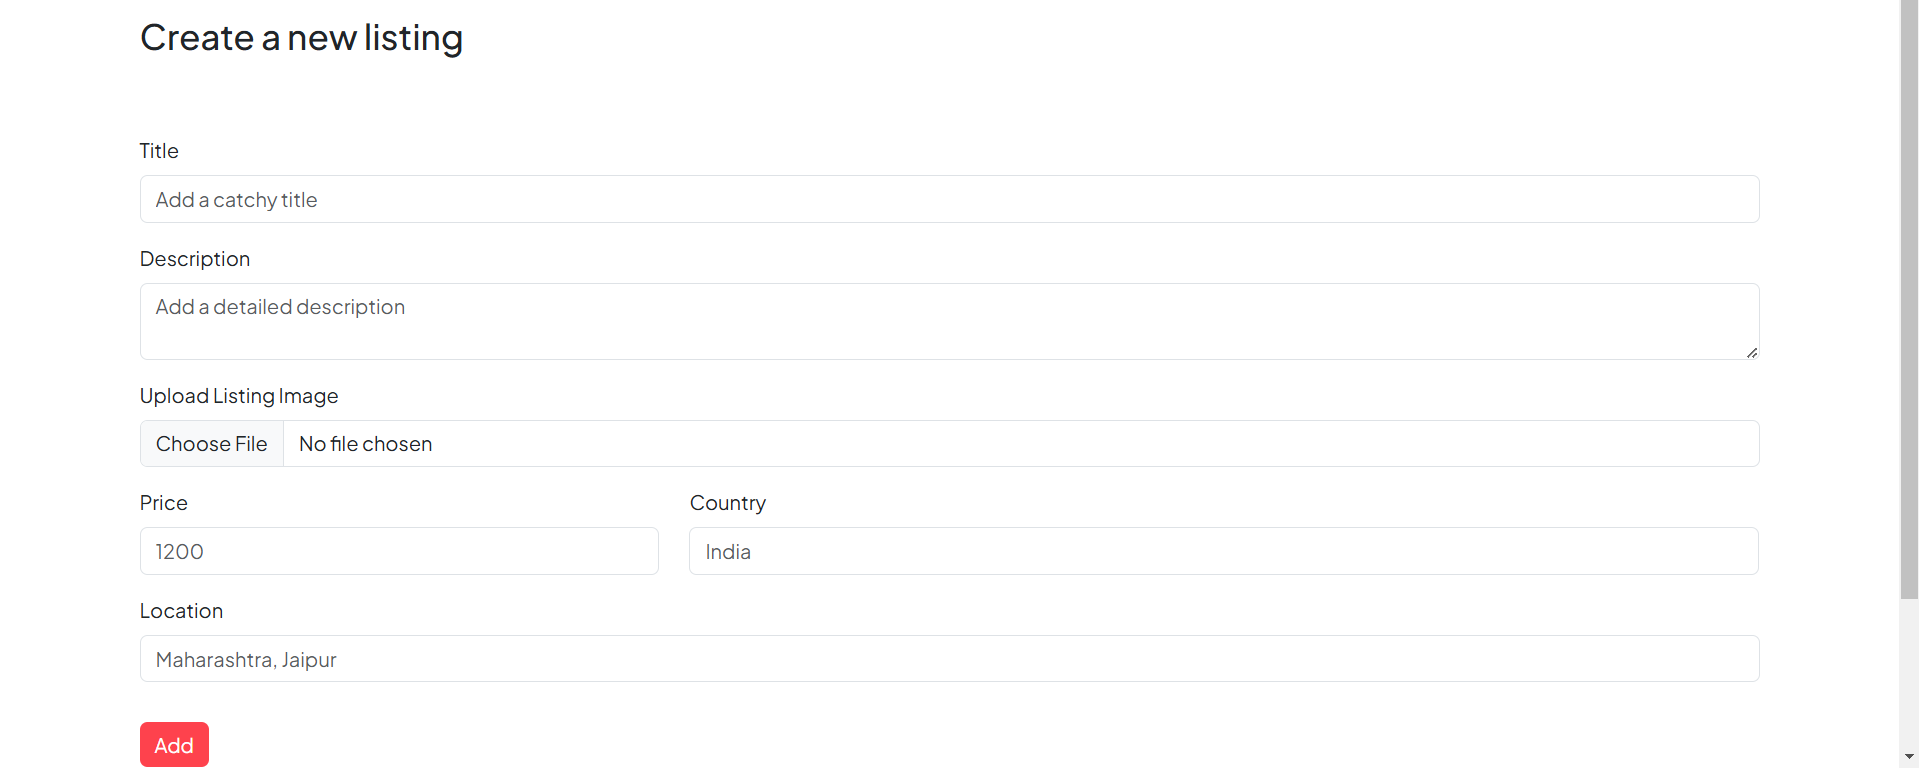 Create a new listing
Title
Add a catchy title
Description
Add a detailed description
Upload Listing Image
Choose File No file chosen
Price Country
1200 India
Location
Maharashtra, Jaipur
Add